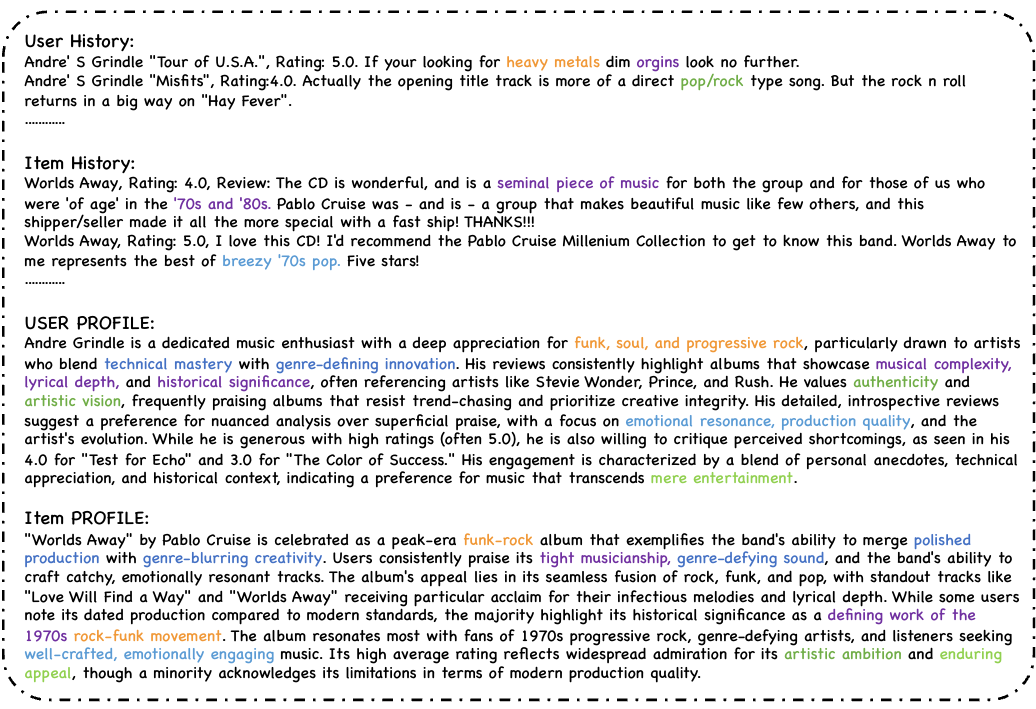 User History:
Andre' S Grindle "Tour of U.S.A.", Rating: 5.0. If your looking for heavy metals dim orgins look no further.
Andre' S Grindle "Misfits", Rating:4.0. Actually the opening title track is more of a direct pop/rock type song. But the rock n roll
returns in a big way on "Hay Fever".
............
Item History:
Worlds Away, Rating: 4.0, Review: The CD is wonderful, and is a seminal piece of music for both the group and for those of us who
were 'of age' in the '70s and '80s. Pablo Cruise was - and is - a group that makes beautiful music like few others, and this
shipper/seller made it all the more special with a fast ship! THANKS!!!
Worlds Away, Rating: 5.0, I love this CD! I'd recommend the Pablo Cruise Millenium Collection to get to know this band. Worlds Away to
me represents the best of breezy '70s pop. Five stars!
............
USER PROFILE:
Andre Grindle is a dedicated music enthusiast with a deep appreciation for funk, soul, and progressive rock, particularly drawn to artists
who blend technical mastery with genre-defining innovation. His reviews consistently highlight albums that showcase musical complexity,
lyrical depth, and historical significance, often referencing artists like Stevie Wonder, Prince, and Rush. He values authenticity and
artistic vision, frequently praising albums that resist trend-chasing and prioritize creative integrity. His detailed, introspective reviews
suggest a preference for nuanced analysis over superficial praise, with a focus on emotional resonance, production quality, and the
artist's evolution. While he is generous with high ratings (often 5.0), he is also willing to critique perceived shortcomings, as seen in his
4.0 for "Test for Echo" and 3.0 for "The Color of Success." His engagement is characterized by a blend of personal anecdotes, technical
appreciation, and historical context, indicating a preference for music that transcends mere entertainment.
Item PROFILE:
"Worlds Away" by Pablo Cruise is celebrated as a peak-era funk-rock album that exemplifies the band's ability to merge polished
production with genre-blurring creativity. Users consistently praise its tight musicianship, genre-defying sound, and the band's ability to
craft catchy, emotionally resonant tracks. The album's appeal lies in its seamless fusion of rock, funk, and pop, with standout tracks like
"Love Will Find a Way" and "Worlds Away" receiving particular acclaim for their infectious melodies and lyrical depth. While some users
note its dated production compared to modern standards, the majority highlight its historical significance as a defining work of the
1970s rock-funk movement. The album resonates most with fans of 1970s progressive rock, genre-defying artists, and listeners seeking
well-crafted, emotionally engaging music. Its high average rating reflects widespread admiration for its artistic ambition and enduring
appeal, though a minority acknowledges its limitations in terms of modern production quality.